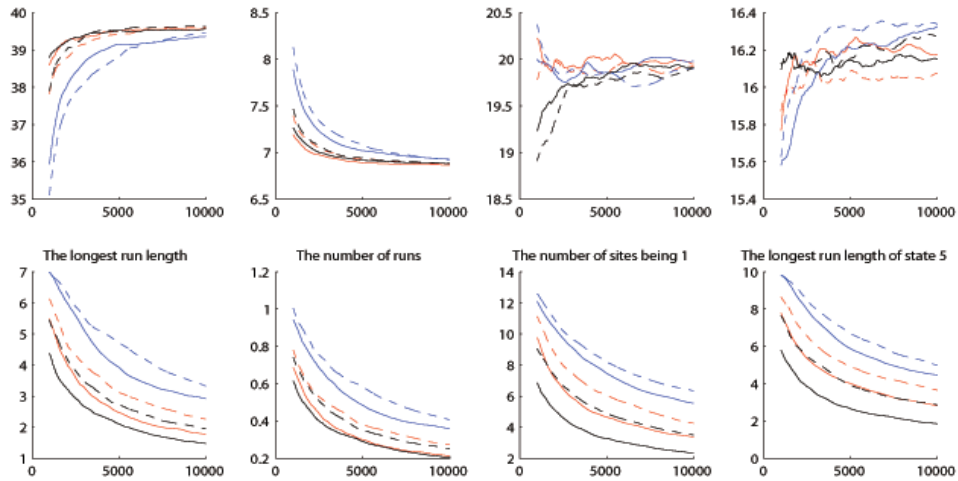 40 39 38 37 36 35
0 5000 10000
8.5 8 7.5 7 6.5
0 5000 10000
20.5 20 19.5 19 18.5
0 5000 10000
16.4 16.2 16 15.8 15.6 15.4
0 5000 10000
The longest run length
7 6 5 4 3 2 1
0 5000 10000
The number of runs
1.2 1 0.8 0.6 0.4 0.2
0 5000 10000
The number of sites being 1
14 12 10 8 6 4 2
0 5000 10000
The longest run length of state 5
10 8 6 4 2 0
0 5000 10000